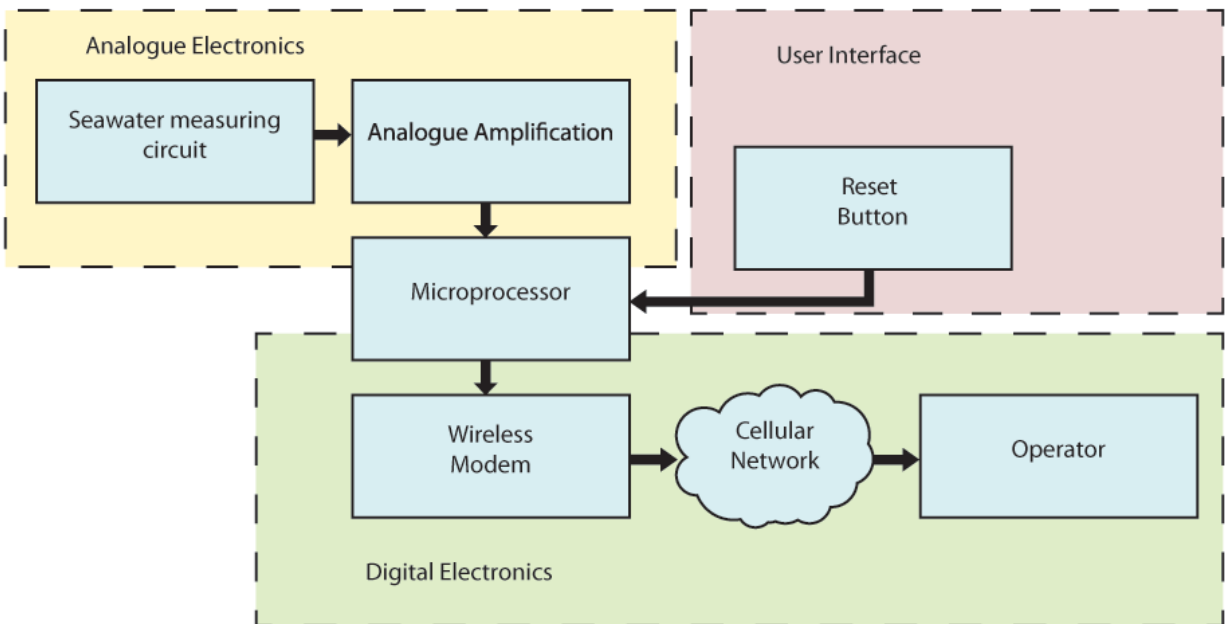 Analogue Electronics
User Interface
Seawater measuring
circuit
Analogue Amplification
Reset
Button
Microprocessor
Wireless
Modem
Cellular
Network
Operator
Digital Electronics